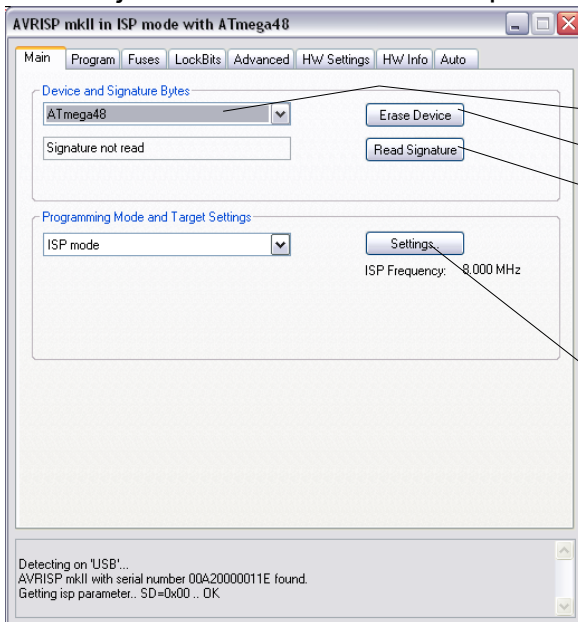 AVRISP mkII in ISP mode with ATmega48
Main Program Fuses LockBits Advanced HW Settings HW Info Auto
Device and Signature Bytes
ATmega48 Erase Device
Signature not read Read Signature
Programming Mode and Target Settings
ISP mode Settings..
ISP Frequency: 8.000 MHz
Detecting on 'USB'...
AVRISP mkII with serial number 00A20000011E found.
Getting isp parameter.. SD=0x00 .. OK